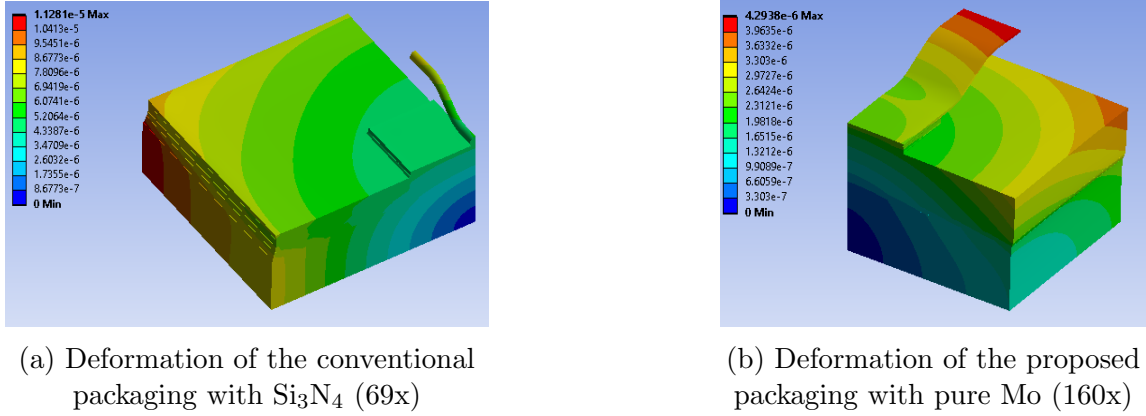 1.1281e-5 Max
1.0413e-5
9.5451e-6
8.6773e-6
7.8096e-6
6.9419e-6
6.0741e-6
5.2064e-6
4.3387e-6
3.4709e-6
2.6032e-6
1.7355e-6
8.6773e-7
0 Min
4.2938e-6 Max
3.9635e-6
3.6332e-6
3.303e-6
2.9727e-6
2.6424e-6
2.3121e-6
1.9818e-6
1.6515e-6
1.3212e-6
9.9089e-7
6.6059e-7
3.303e-7
0 Min
(a) Deformation of the conventional
packaging with Si₃N₄ (69x)
(b) Deformation of the proposed
packaging with pure Mo (160x)